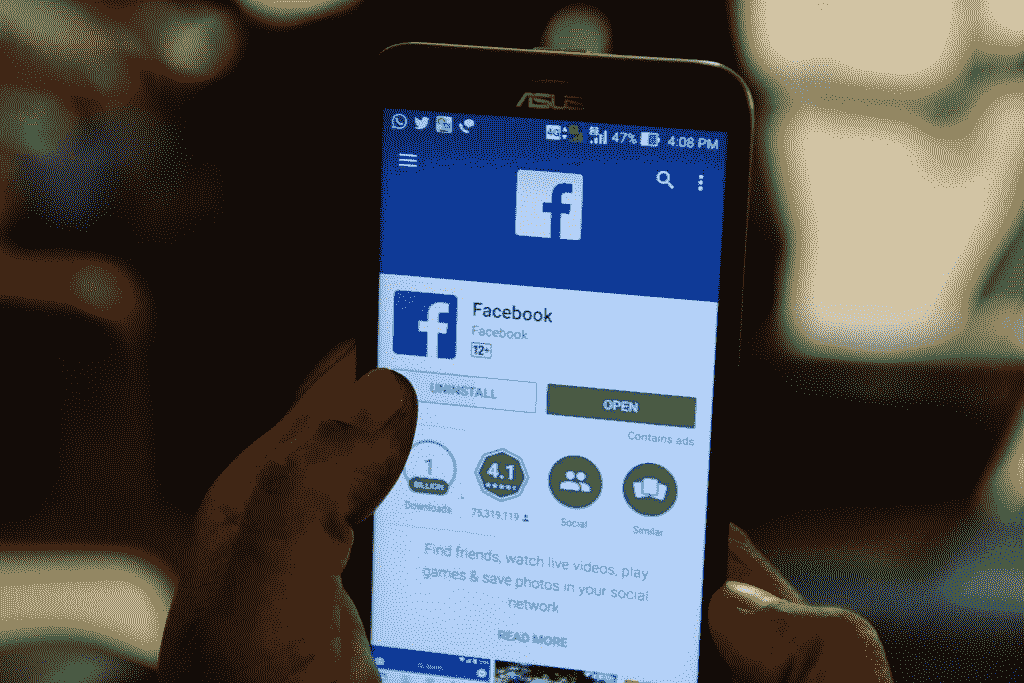 ASUS
4G 47% 4:08 PM
Facebook
Facebook
12+
UNINSTALL OPEN
Contains ads
1 BILLION
4.1
Downloads 75,319,119 Social Similar
Find friends, watch live videos, play
games & save photos in your social
network
READ MORE